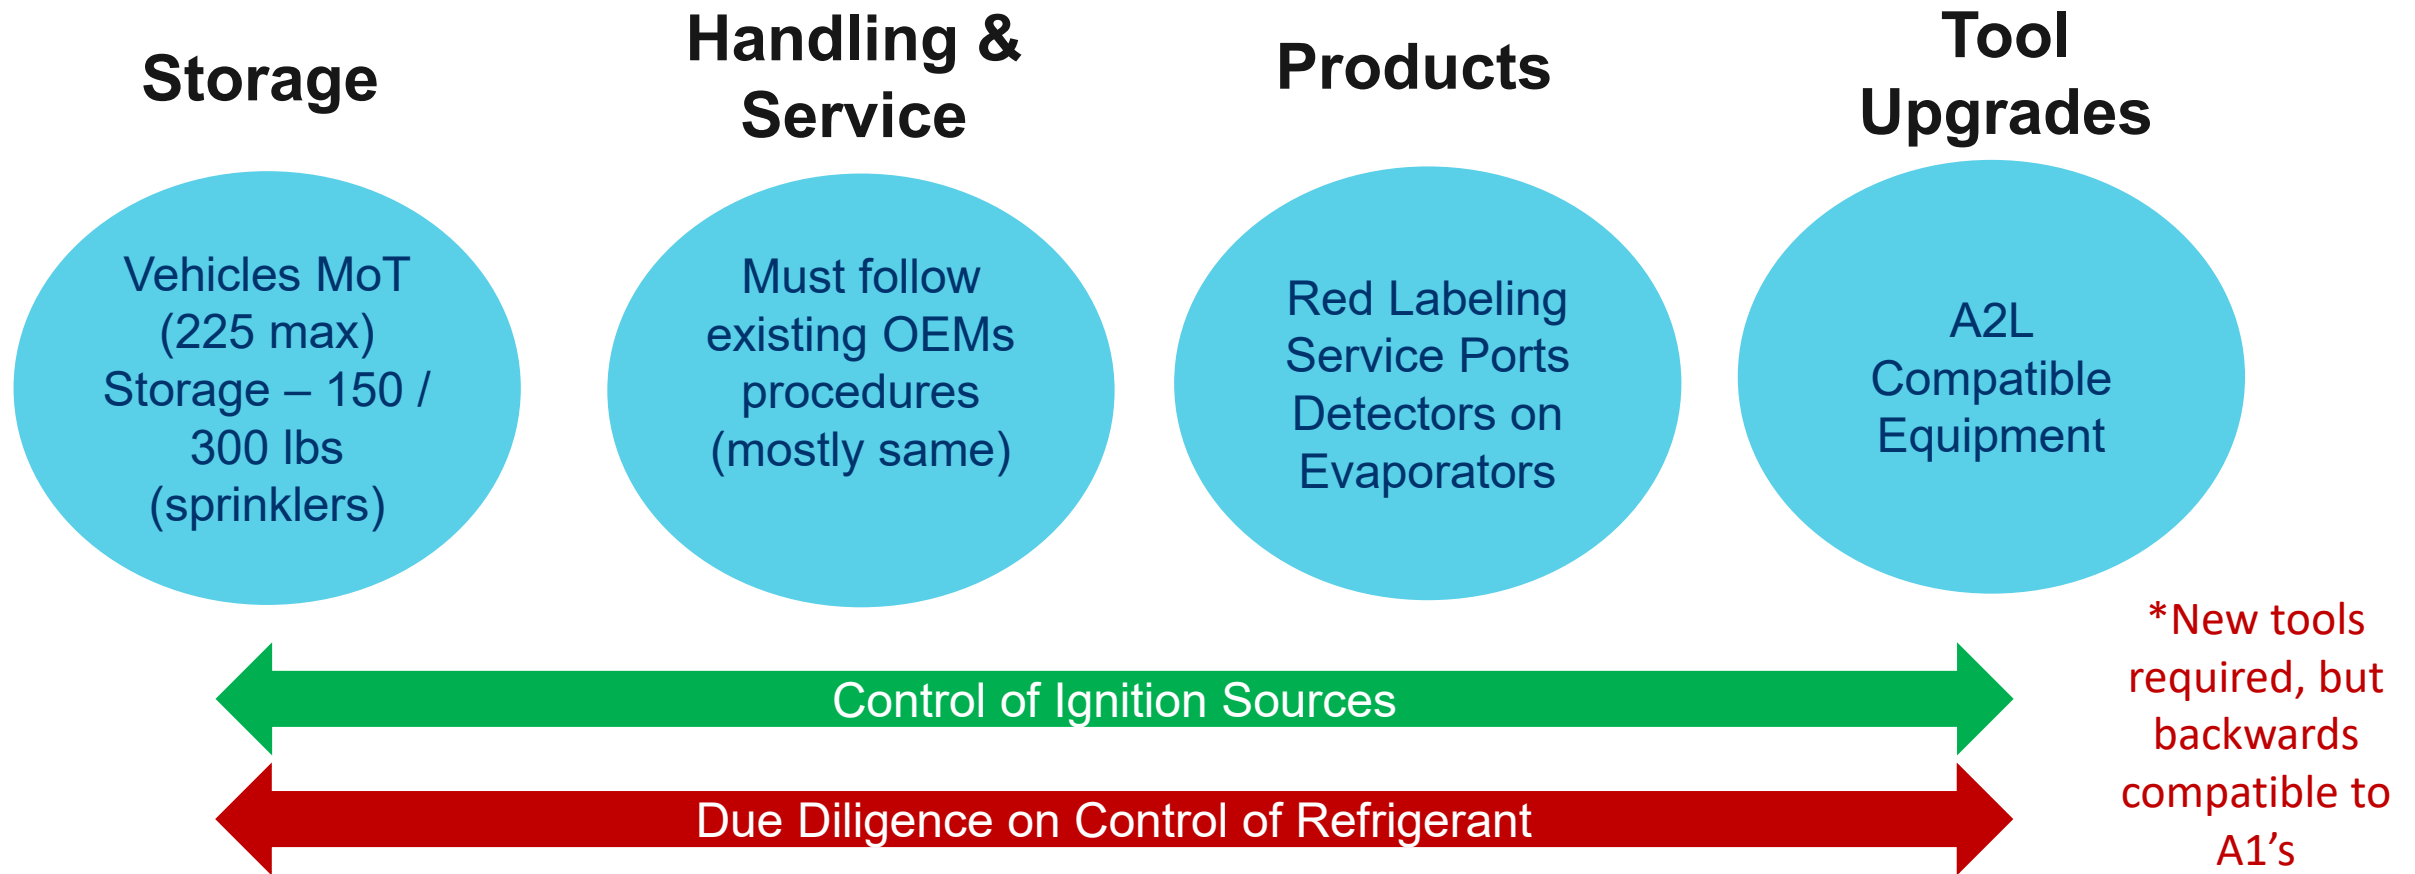 Storage
Handling &
Service
Products
Tool
Upgrades
Vehicles MoT
(225 max)
Storage – 150 /
300 lbs
(sprinklers)
Must follow
existing OEMs
procedures
(mostly same)
Red Labeling
Service Ports
Detectors on
Evaporators
A2L
Compatible
Equipment
Control of Ignition Sources
Due Diligence on Control of Refrigerant
*New tools
required, but
backwards
compatible to
A1’s